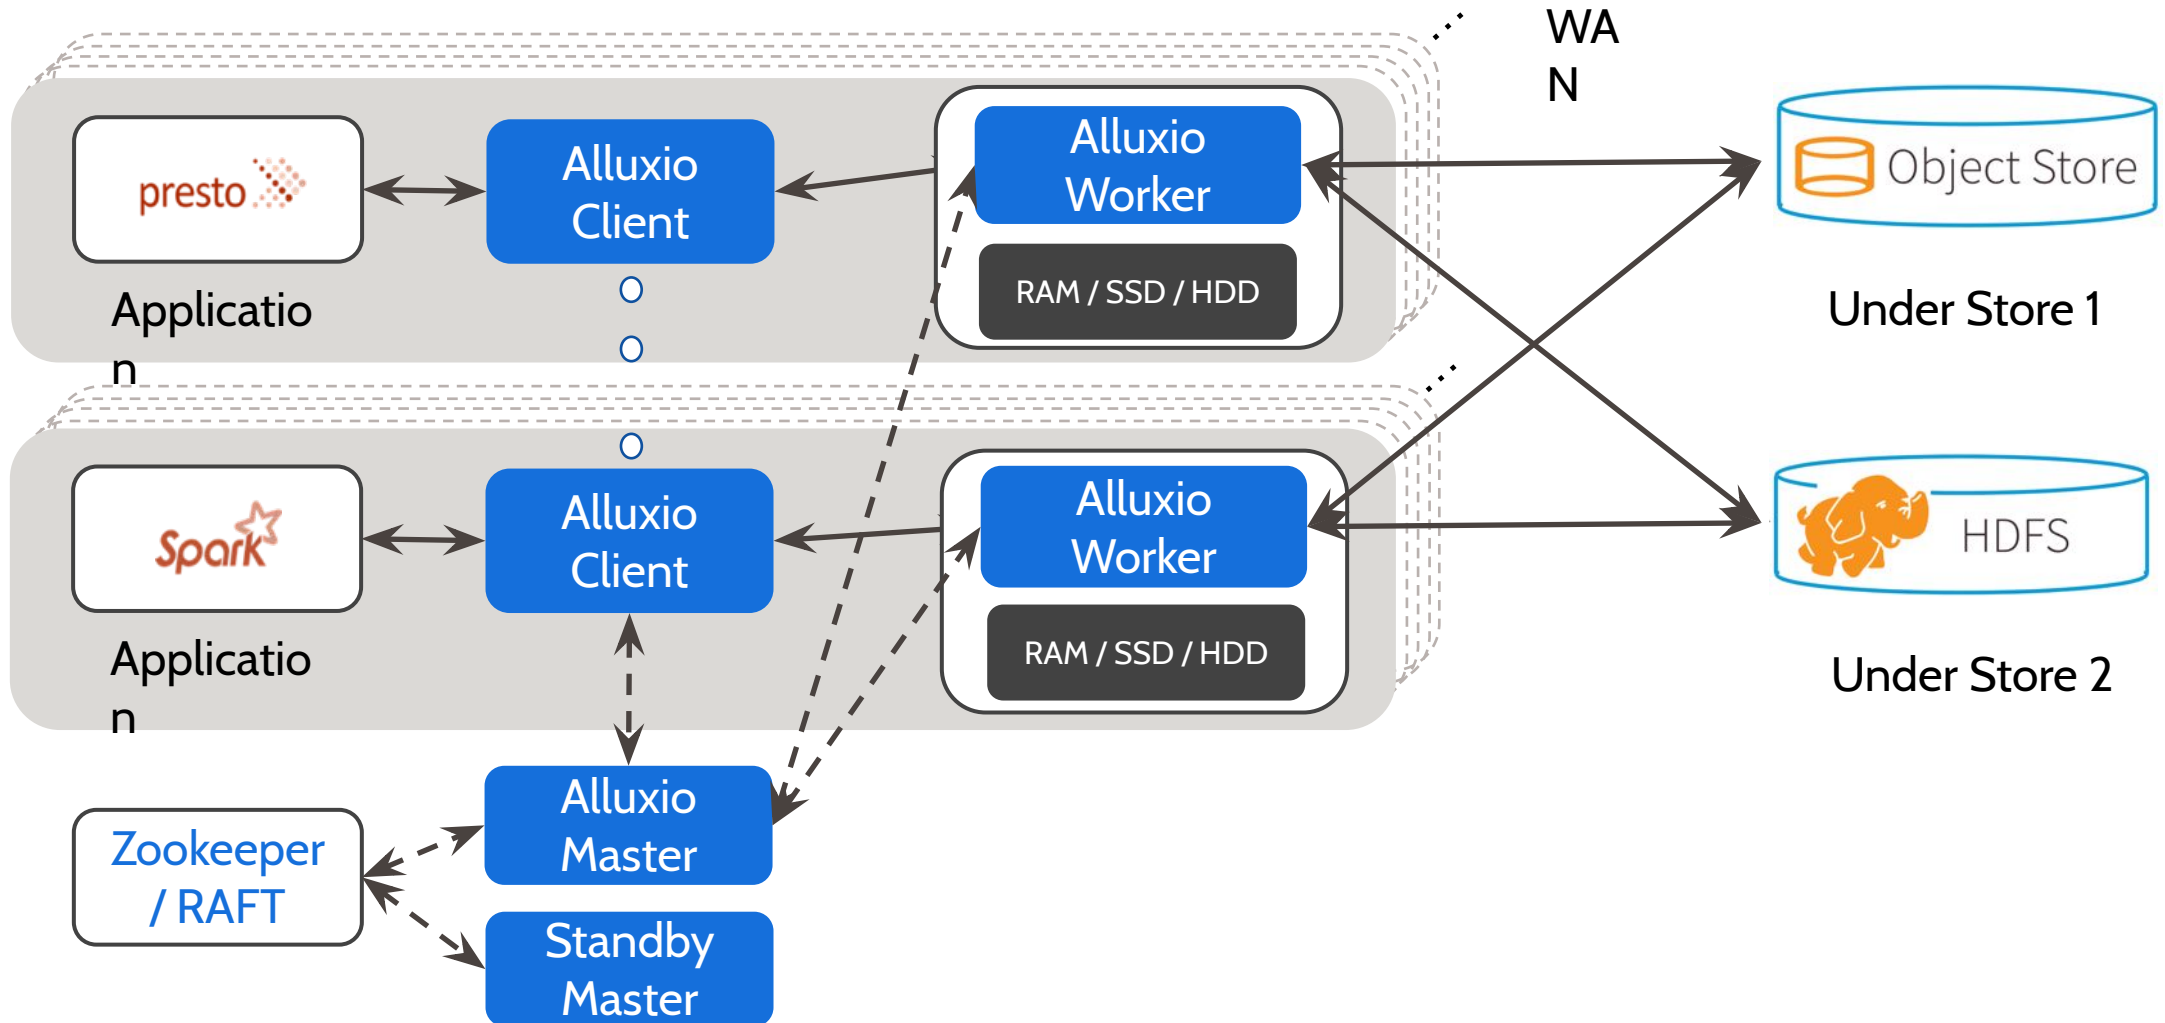 WA
N
presto
Alluxio
Client
Alluxio
Worker
RAM / SSD / HDD
Object Store
Applicatio
n
Under Store 1
Spark
Alluxio
Client
Alluxio
Worker
RAM / SSD / HDD
HDFS
Applicatio
n
Under Store 2
Zookeeper
/ RAFT
Alluxio
Master
Standby
Master